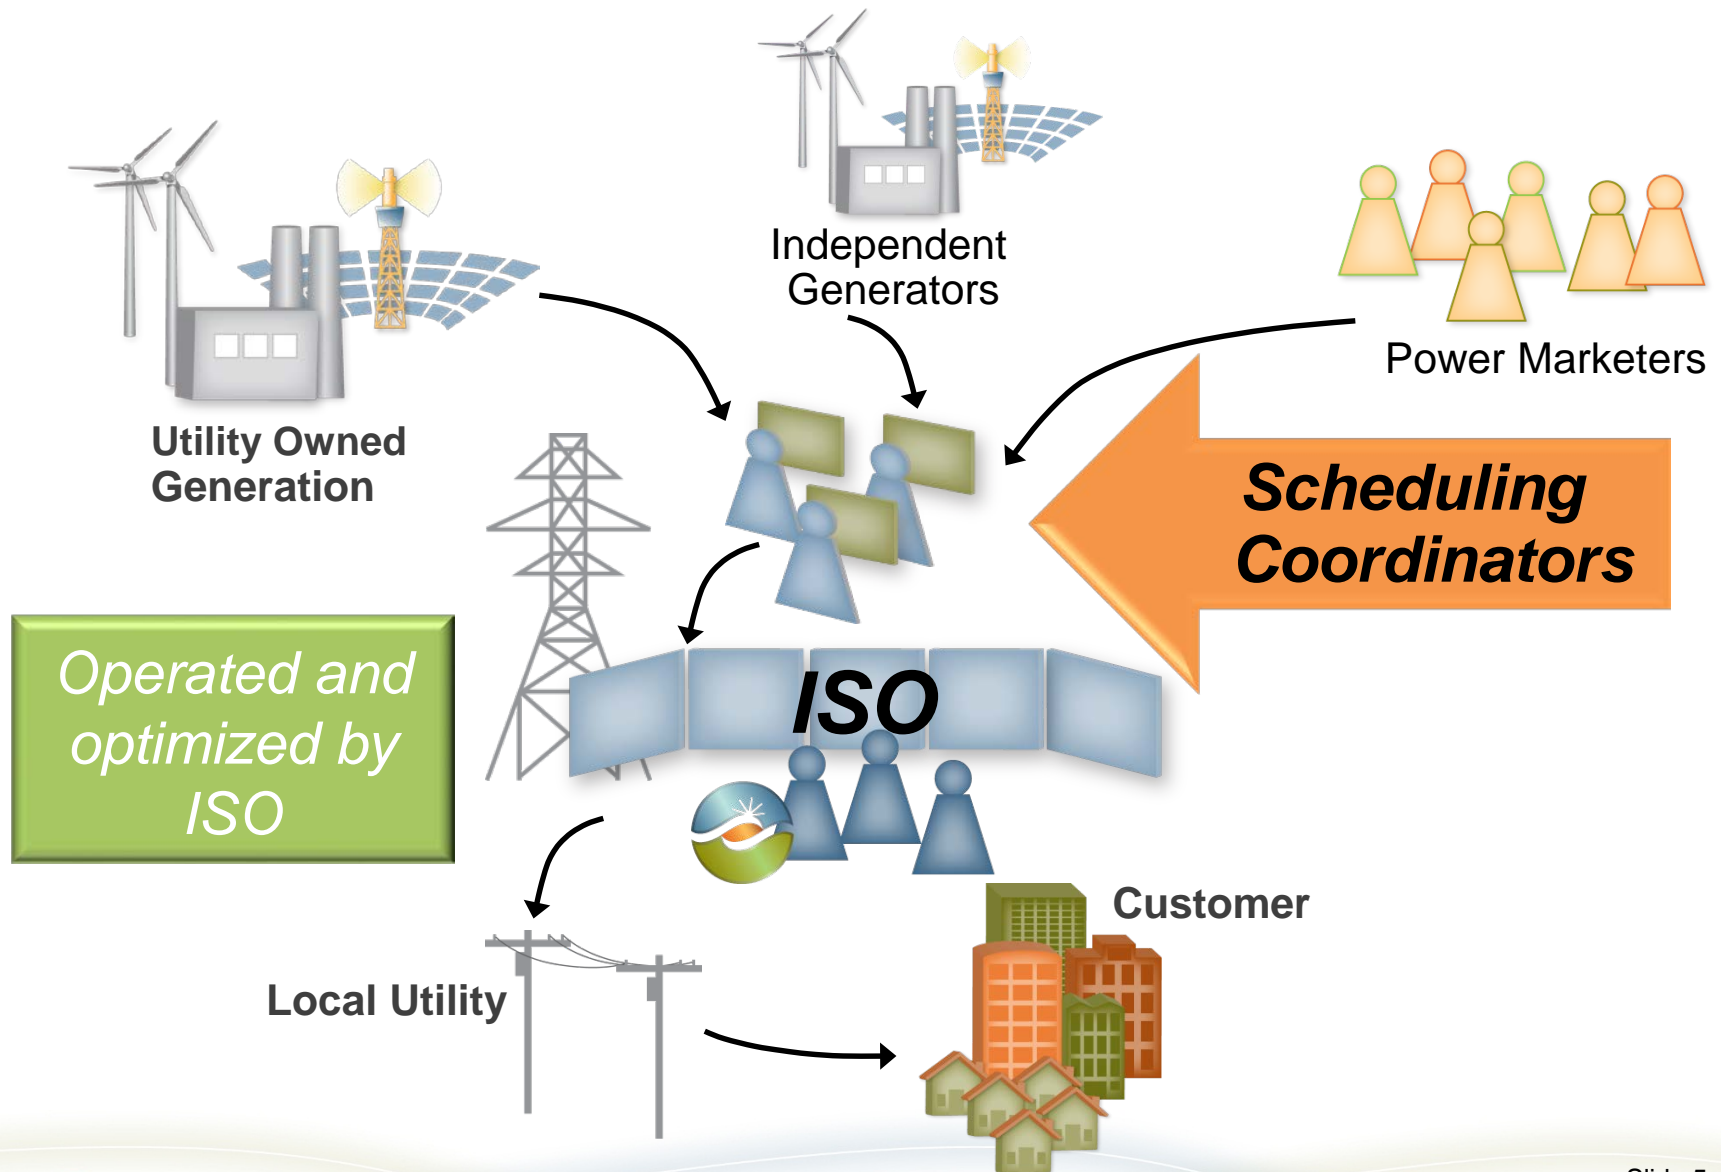 Independent
Generators
Power Marketers
Utility Owned
Generation
Scheduling
Coordinators
Operated and
optimized by
ISO
ISO
Customer
Local Utility